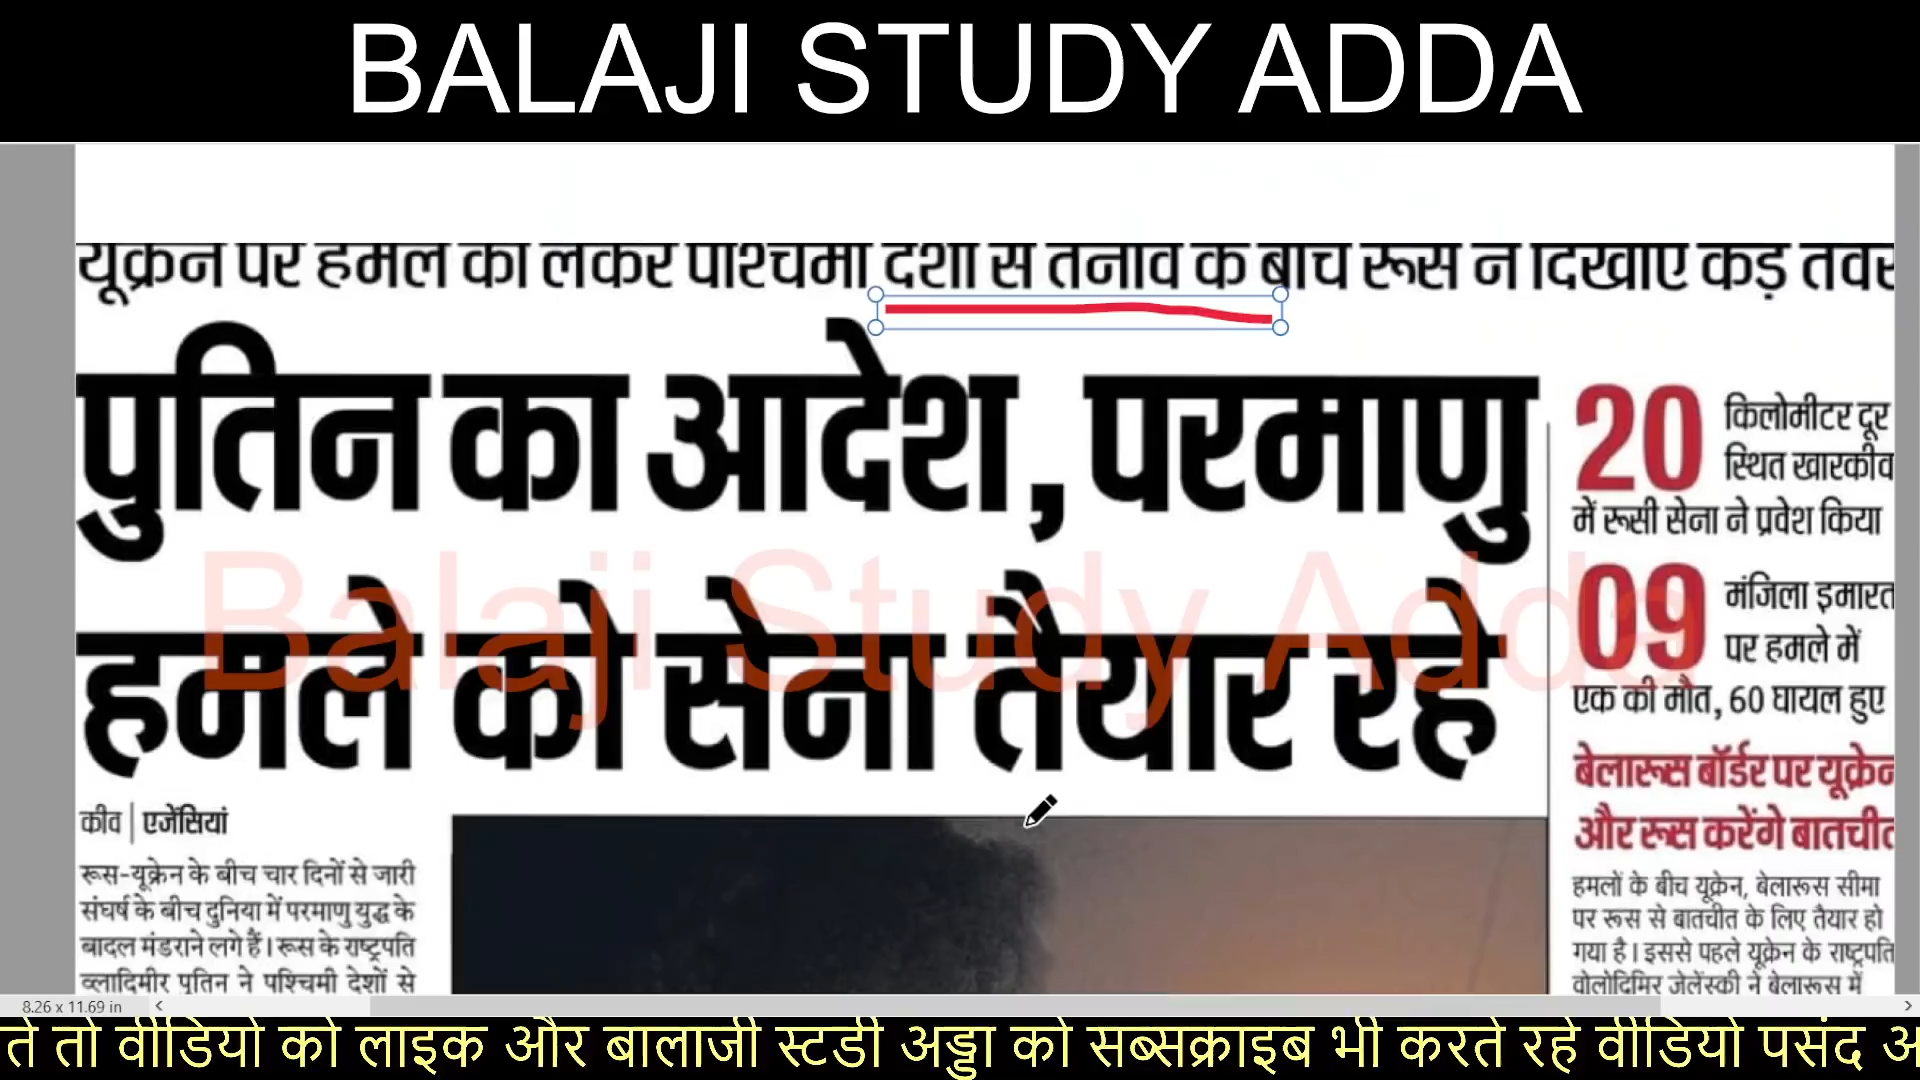 BALAJI STUDY ADDA
यूक्रेन पर हमले को लेकर पश्चिमी देशों से तनाव के बीच रूस ने दिखाए कड़े तेवर
पुतिन का आदेश, परमाणु
हमले को सेना तैयार रहे
Balaji Study Adda
कीव | एजेंसियां
रूस-यूक्रेन के बीच चार दिनों से जारी
संघर्ष के बीच दुनिया में परमाणु युद्ध के
बादल मंडराने लगे हैं। रूस के राष्ट्रपति
व्लादिमीर पुतिन ने पश्चिमी देशों से
20 किलोमीटर दूर
स्थित खारकीव
में रूसी सेना ने प्रवेश किया
09 मंजिला इमारत
पर हमले में
एक की मौत, 60 घायल हुए
बेलारूस बॉर्डर पर यूक्रेन
और रूस करेंगे बातचीत
हमलों के बीच यूक्रेन, बेलारूस सीमा
पर रूस से बातचीत के लिए तैयार हो
गया है। इससे पहले यूक्रेन के राष्ट्रपति
वोलोदिमिर जेलेंस्की ने बेलारूस में
8.26 x 11.69 in
ते तो वीडियो को लाइक और बालाजी स्टडी अड्डा को सब्सक्राइब भी करते रहे वीडियो पसंद